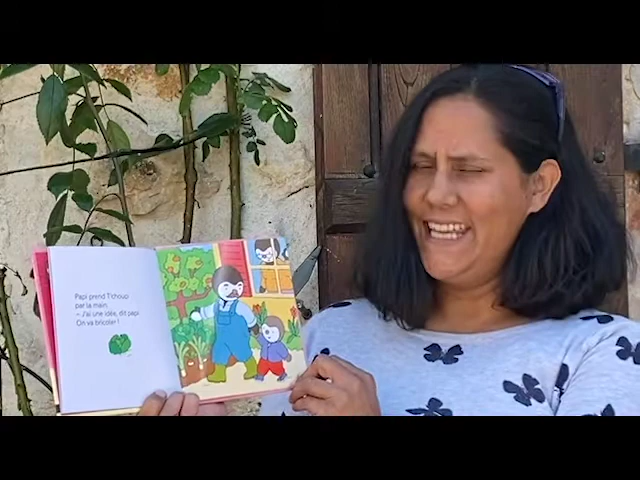 Papi prend T'choupi
par la main.
– J'ai une idée, dit papi.
On va bricoler !